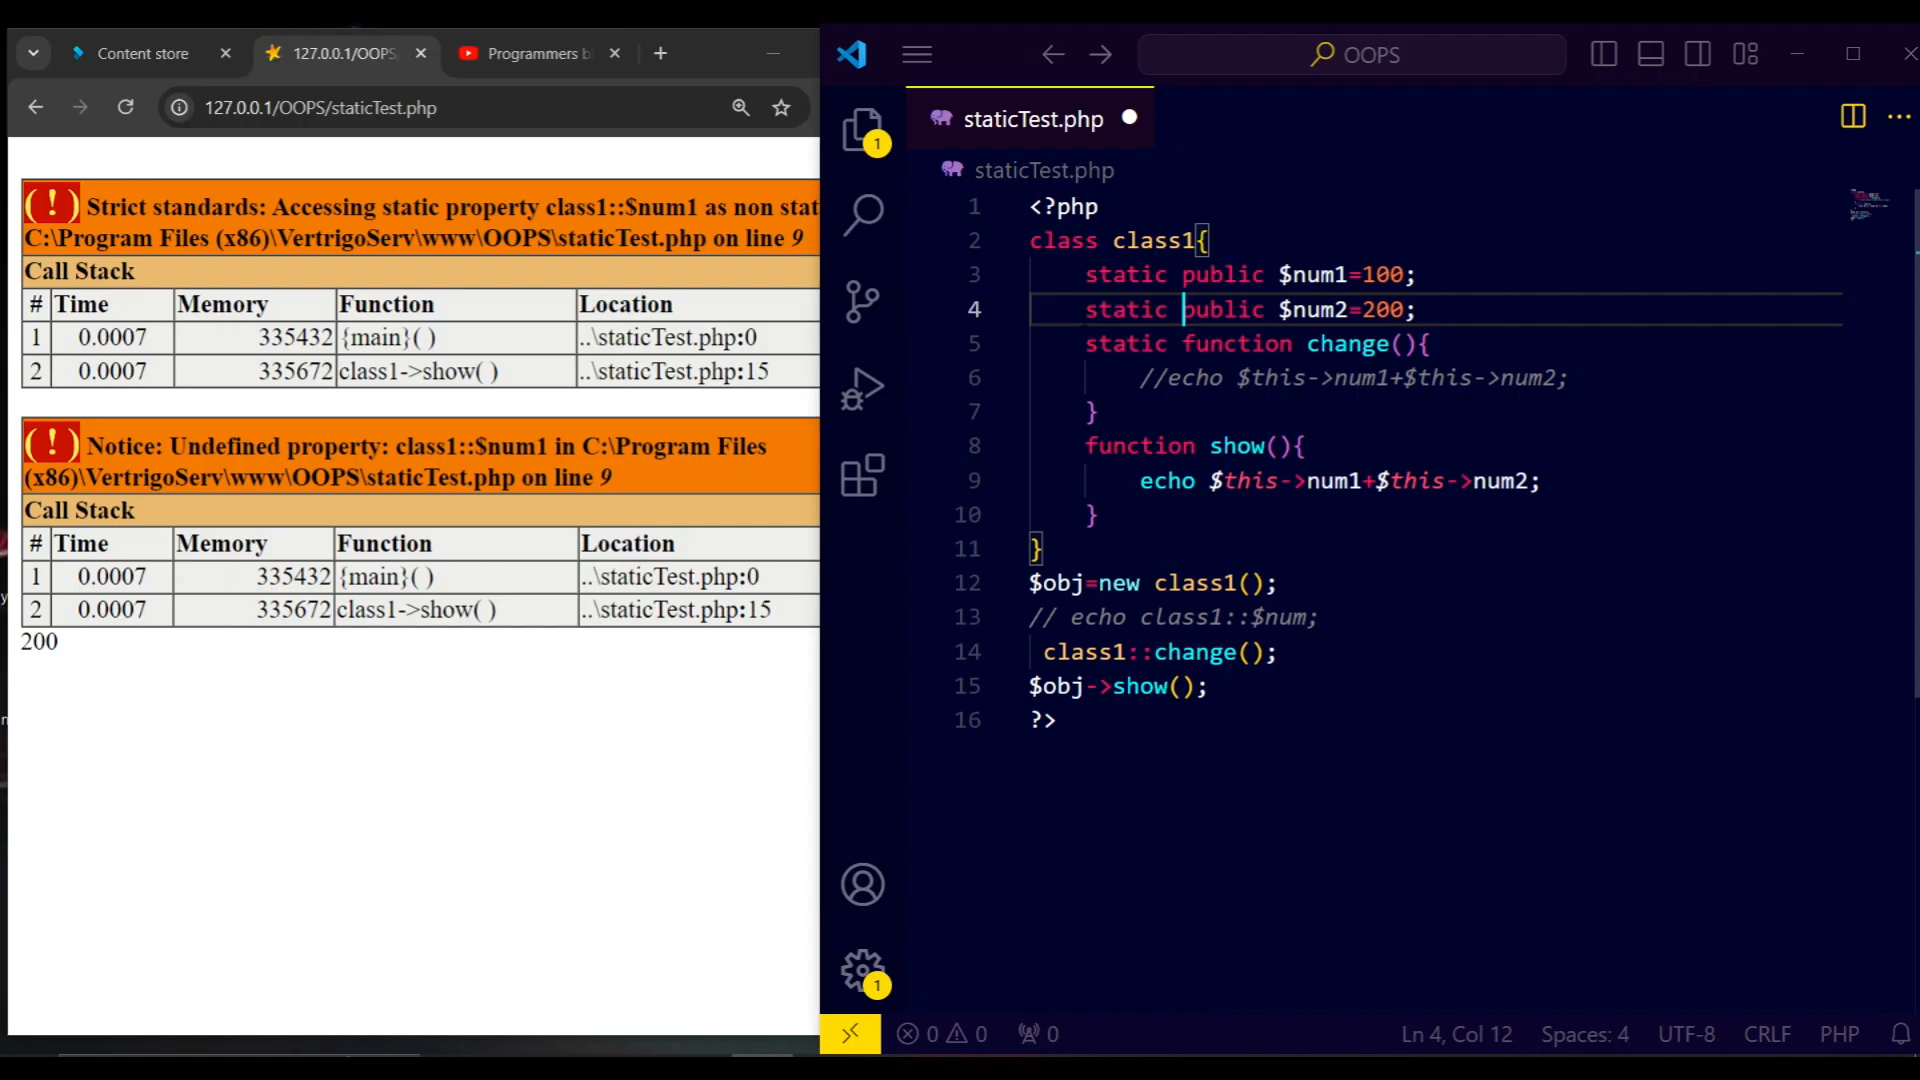 Content store
127.0.0.1/OOPS
Programmers b
127.0.0.1/OOPS/staticTest.php
( ! ) Strict standards: Accessing static property class1::$num1 as non stat
C:\Program Files (x86)\VertrigoServ\www\OOPS\staticTest.php on line 9
Call Stack
# Time Memory Function Location
1 0.0007 335432 {main}( ) ..\staticTest.php:0
2 0.0007 335672 class1->show( ) ..\staticTest.php:15
( ! ) Notice: Undefined property: class1::$num1 in C:\Program Files
(x86)\VertrigoServ\www\OOPS\staticTest.php on line 9
Call Stack
# Time Memory Function Location
1 0.0007 335432 {main}( ) ..\staticTest.php:0
2 0.0007 335672 class1->show( ) ..\staticTest.php:15
200
OOPS
staticTest.php
staticTest.php
1 <?php
2 class class1{
3 static public $num1=100;
4 static public $num2=200;
5 static function change(){
6 //echo $this->num1+$this->num2;
7 }
8 function show(){
9 echo $this->num1+$this->num2;
10 }
11 }
12 $obj=new class1();
13 // echo class1::$num;
14 class1::change();
15 $obj->show();
16 ?>
1
1
0 0 0
Ln 4, Col 12 Spaces: 4 UTF-8 CRLF PHP